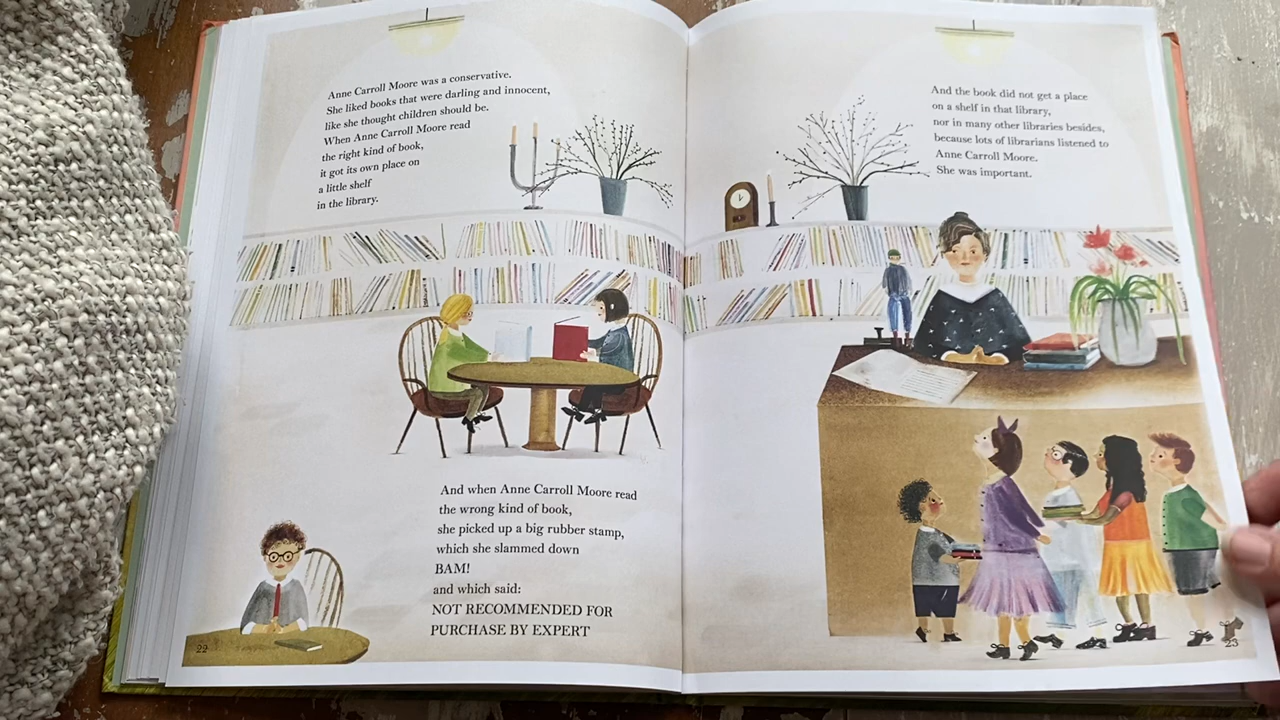 Anne Carroll Moore was a conservative.
She liked books that were darling and innocent,
like she thought children should be.
When Anne Carroll Moore read
the right kind of book,
it got its own place on
a little shelf
in the library.
And when Anne Carroll Moore read
the wrong kind of book,
she picked up a big rubber stamp,
which she slammed down
BAM!
and which said:
NOT RECOMMENDED FOR
PURCHASE BY EXPERT
22
And the book did not get a place
on a shelf in that library,
nor in many other libraries besides,
because lots of librarians listened to
Anne Carroll Moore.
She was important.
23